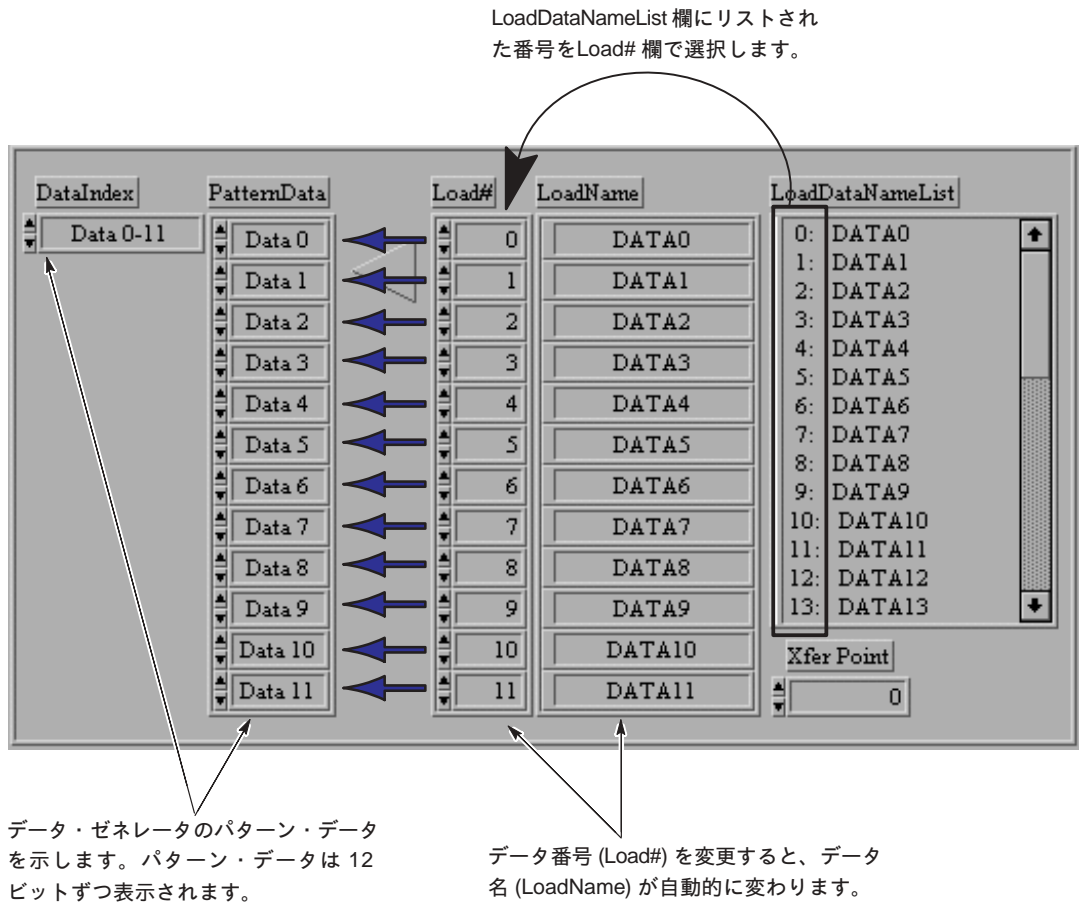 LoadDataNameList 欄にリストされ
た番号をLoad# 欄で選択します。
DataIndex
PatternData
Load#
LoadName
LoadDataNameList
Data 0-11
Data 0
0
DATA0
Data 1
1
DATA1
Data 2
2
DATA2
Data 3
3
DATA3
Data 4
4
DATA4
Data 5
5
DATA5
Data 6
6
DATA6
Data 7
7
DATA7
Data 8
8
DATA8
Data 9
9
DATA9
Data 10
10
DATA10
Data 11
11
DATA11
0: DATA0
1: DATA1
2: DATA2
3: DATA3
4: DATA4
5: DATA5
6: DATA6
7: DATA7
8: DATA8
9: DATA9
10: DATA10
11: DATA11
12: DATA12
13: DATA13
Xfer Point
0
データ・ゼネレータのパターン・データ
を示します。パターン・データは 12
ビットずつ表示されます。
データ番号 (Load#) を変更すると、データ
名 (LoadName) が自動的に変わります。